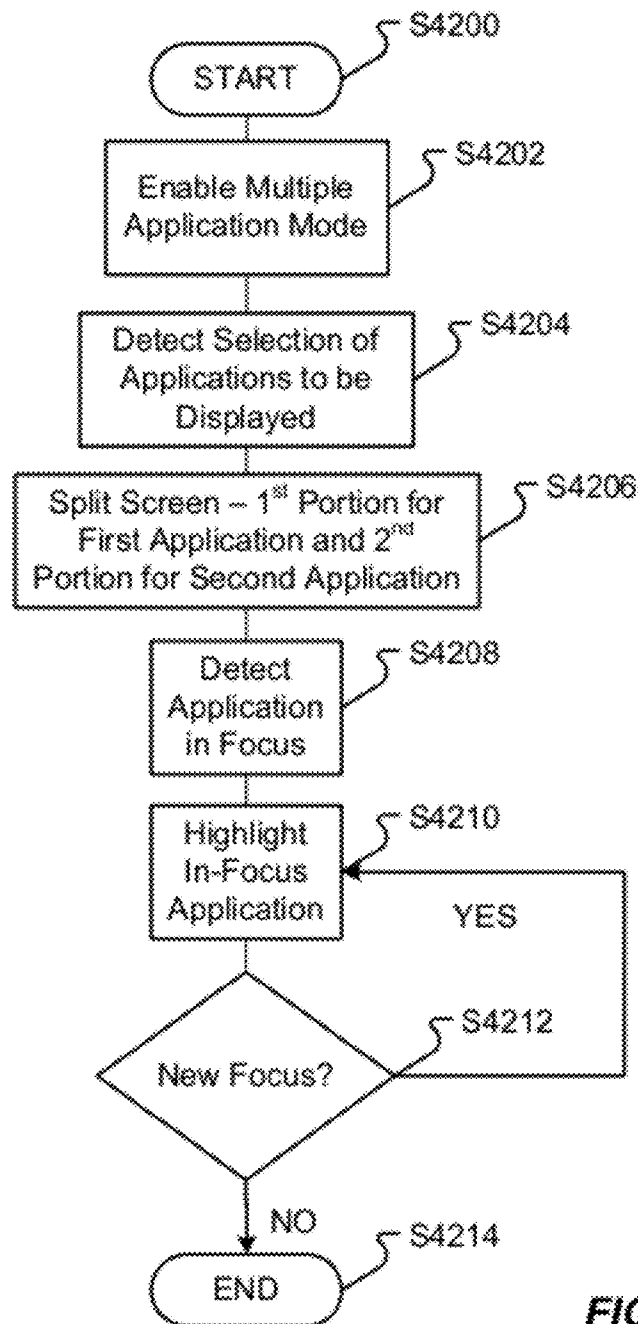 START
S4200
Enable Multiple
Application Mode
S4202
Detect Selection of
Applications to be
Displayed
S4204
Split Screen – 1st Portion for
First Application and 2nd
Portion for Second Application
S4206
Detect
Application
in Focus
S4208
Highlight
In-Focus
Application
S4210
YES
New Focus?
S4212
NO
END
S4214
FIG